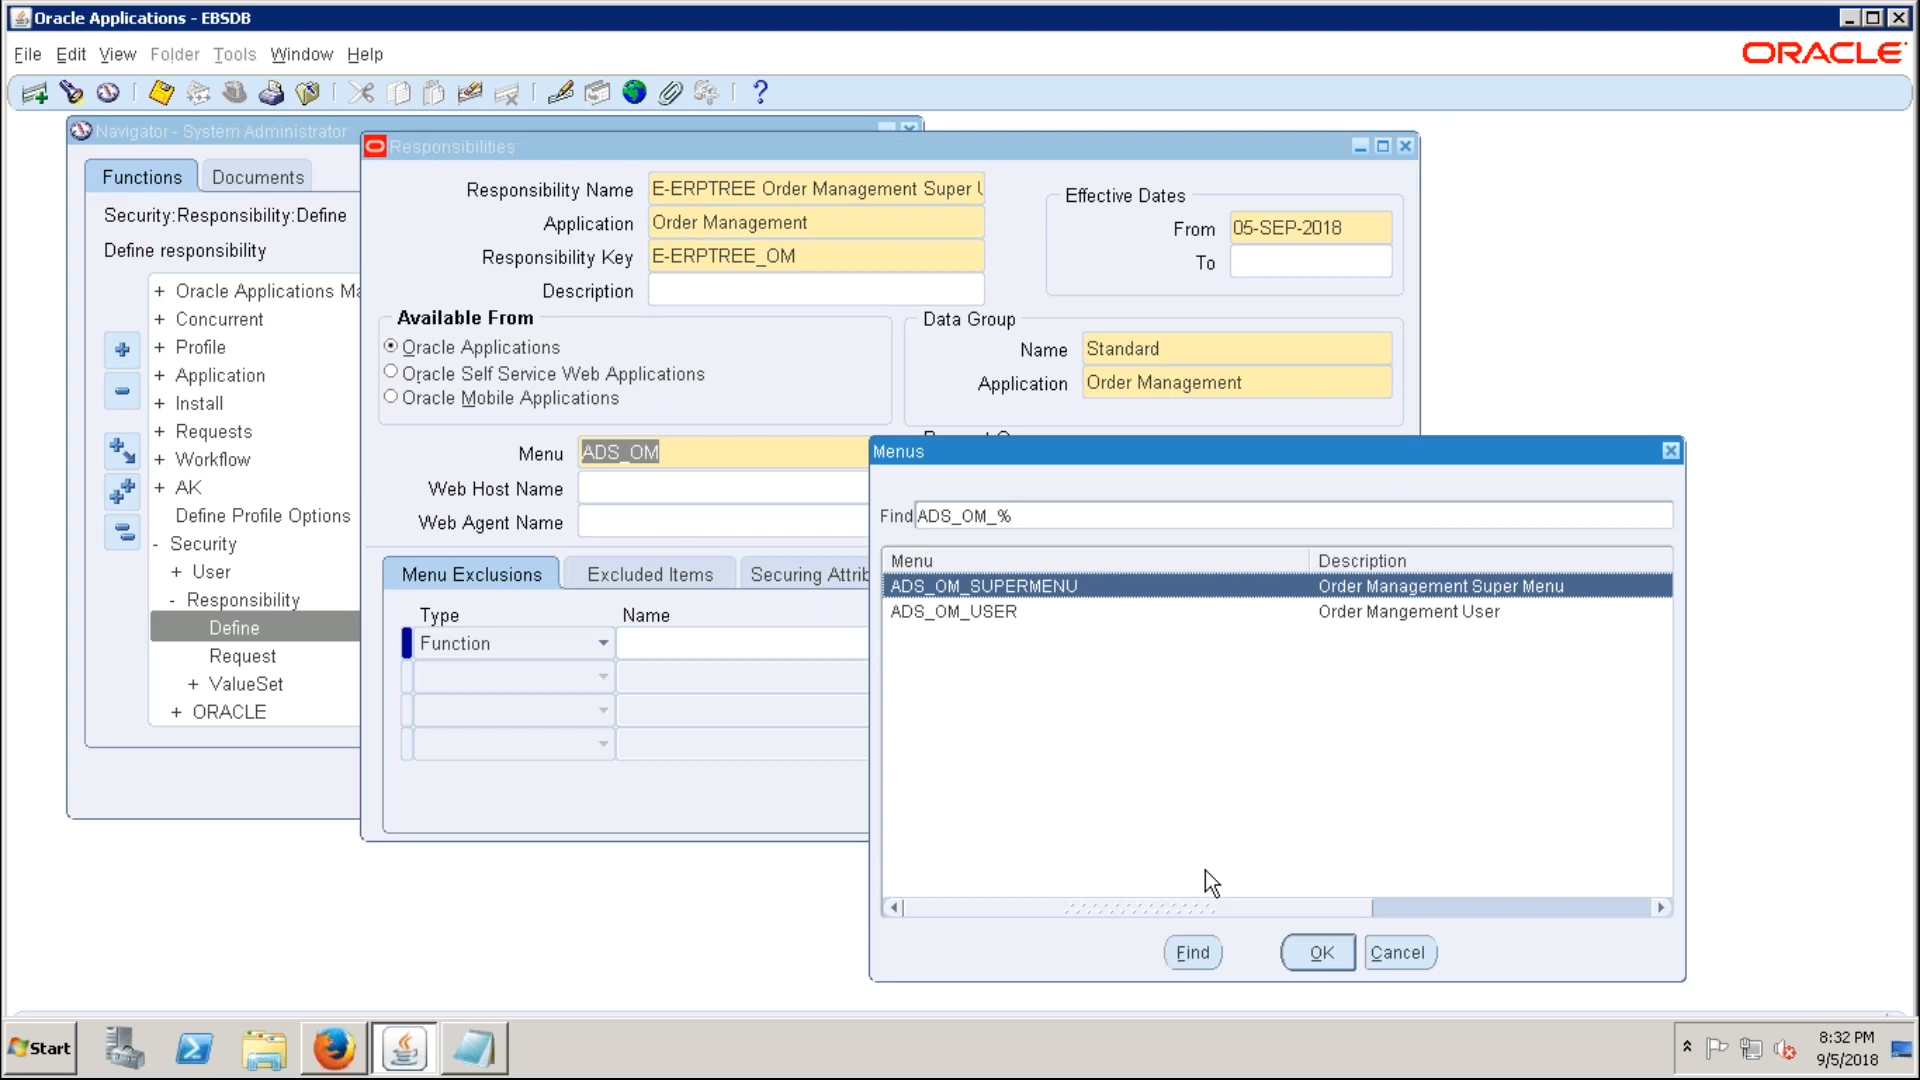 Oracle Applications - EBSDB
File Edit View Folder Tools Window Help
ORACLE
Navigator - System Administrator
Functions
Documents
Security:Responsibility:Define
Define responsibility
+ Oracle Applications Ma
+ Concurrent
+ Profile
+ Application
+ Install
+ Requests
+ Workflow
+ AK
Define Profile Options
- Security
+ User
- Responsibility
Define
Request
+ ValueSet
+ ORACLE
Responsibilities
Responsibility Name E-ERPTREE Order Management Super
Application Order Management
Responsibility Key E-ERPTREE_OM
Description
Effective Dates
From 05-SEP-2018
To
Available From
Oracle Applications
Oracle Self Service Web Applications
Oracle Mobile Applications
Data Group
Name Standard
Application Order Management
Menu ADS_OM
Web Host Name
Web Agent Name
Menu Exclusions
Excluded Items
Securing Attrib
Type Name
Function
Menus
Find ADS_OM_%
Menu Description
ADS_OM_SUPERMENU Order Management Super Menu
ADS_OM_USER Order Mangement User
Find OK Cancel
Start
8:32 PM
9/5/2018